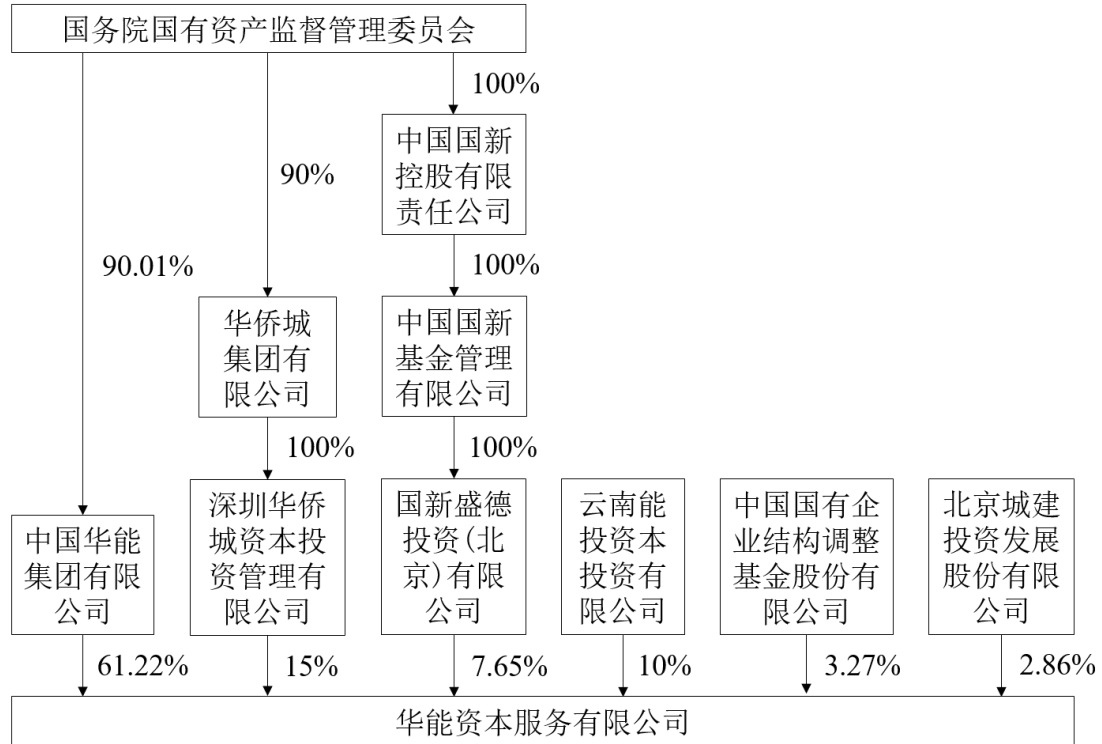 国务院国有资产监督管理委员会
100%
中国国新
控股有限
责任公司
90%
90.01%
100%
华侨城
集团有
限公司
中国国新
基金管理
有限公司
100%
100%
中国华能
集团有限
公司
深圳华侨
城资本投
资管理有
限公司
国新盛德
投资(北
京)有限
公司
云南能
投资本
投资有
限公司
中国国有企
业结构调整
基金股份有
限公司
北京城建
投资发展
股份有限
公司
61.22%
15%
7.65%
10%
3.27%
2.86%
华能资本服务有限公司